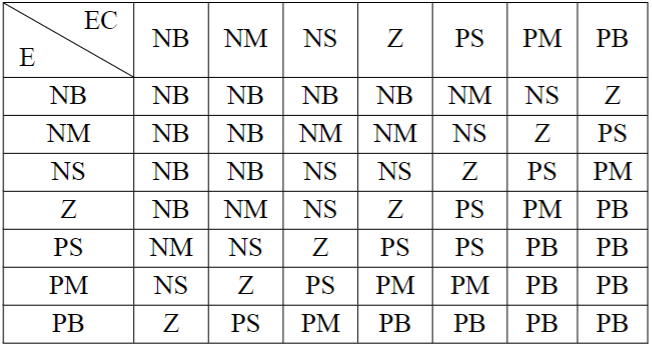 EC
E NB NM NS Z PS PM PB
NB NB NB NB NB NM NS Z
NM NB NB NM NM NS Z PS
NS NB NB NS NS Z PS PM
Z NB NM NS Z PS PM PB
PS NM NS Z PS PS PB PB
PM NS Z PS PM PM PB PB
PB Z PS PM PB PB PB PB